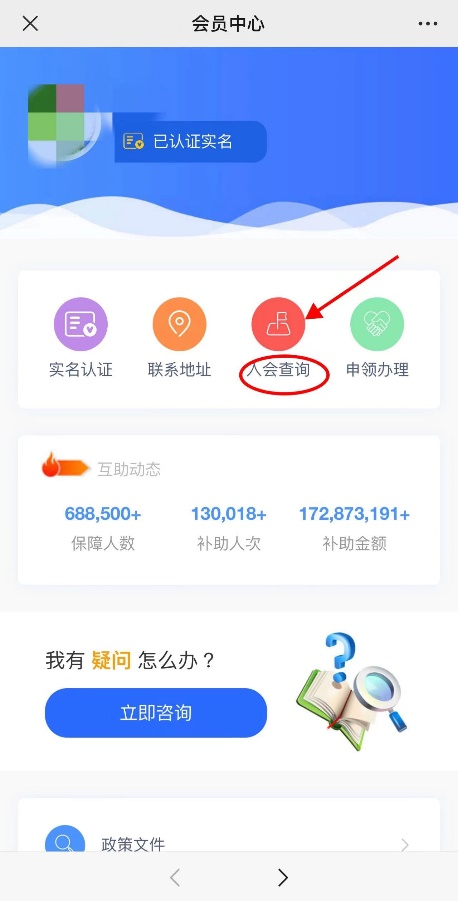 会员中心
已认证实名
实名认证
联系地址
入会查询
申领办理
互助动态
688,500+
130,018+
172,873,191+
保障人数
补助人次
补助金额
我有 疑问 怎么办？
立即咨询
政策文件